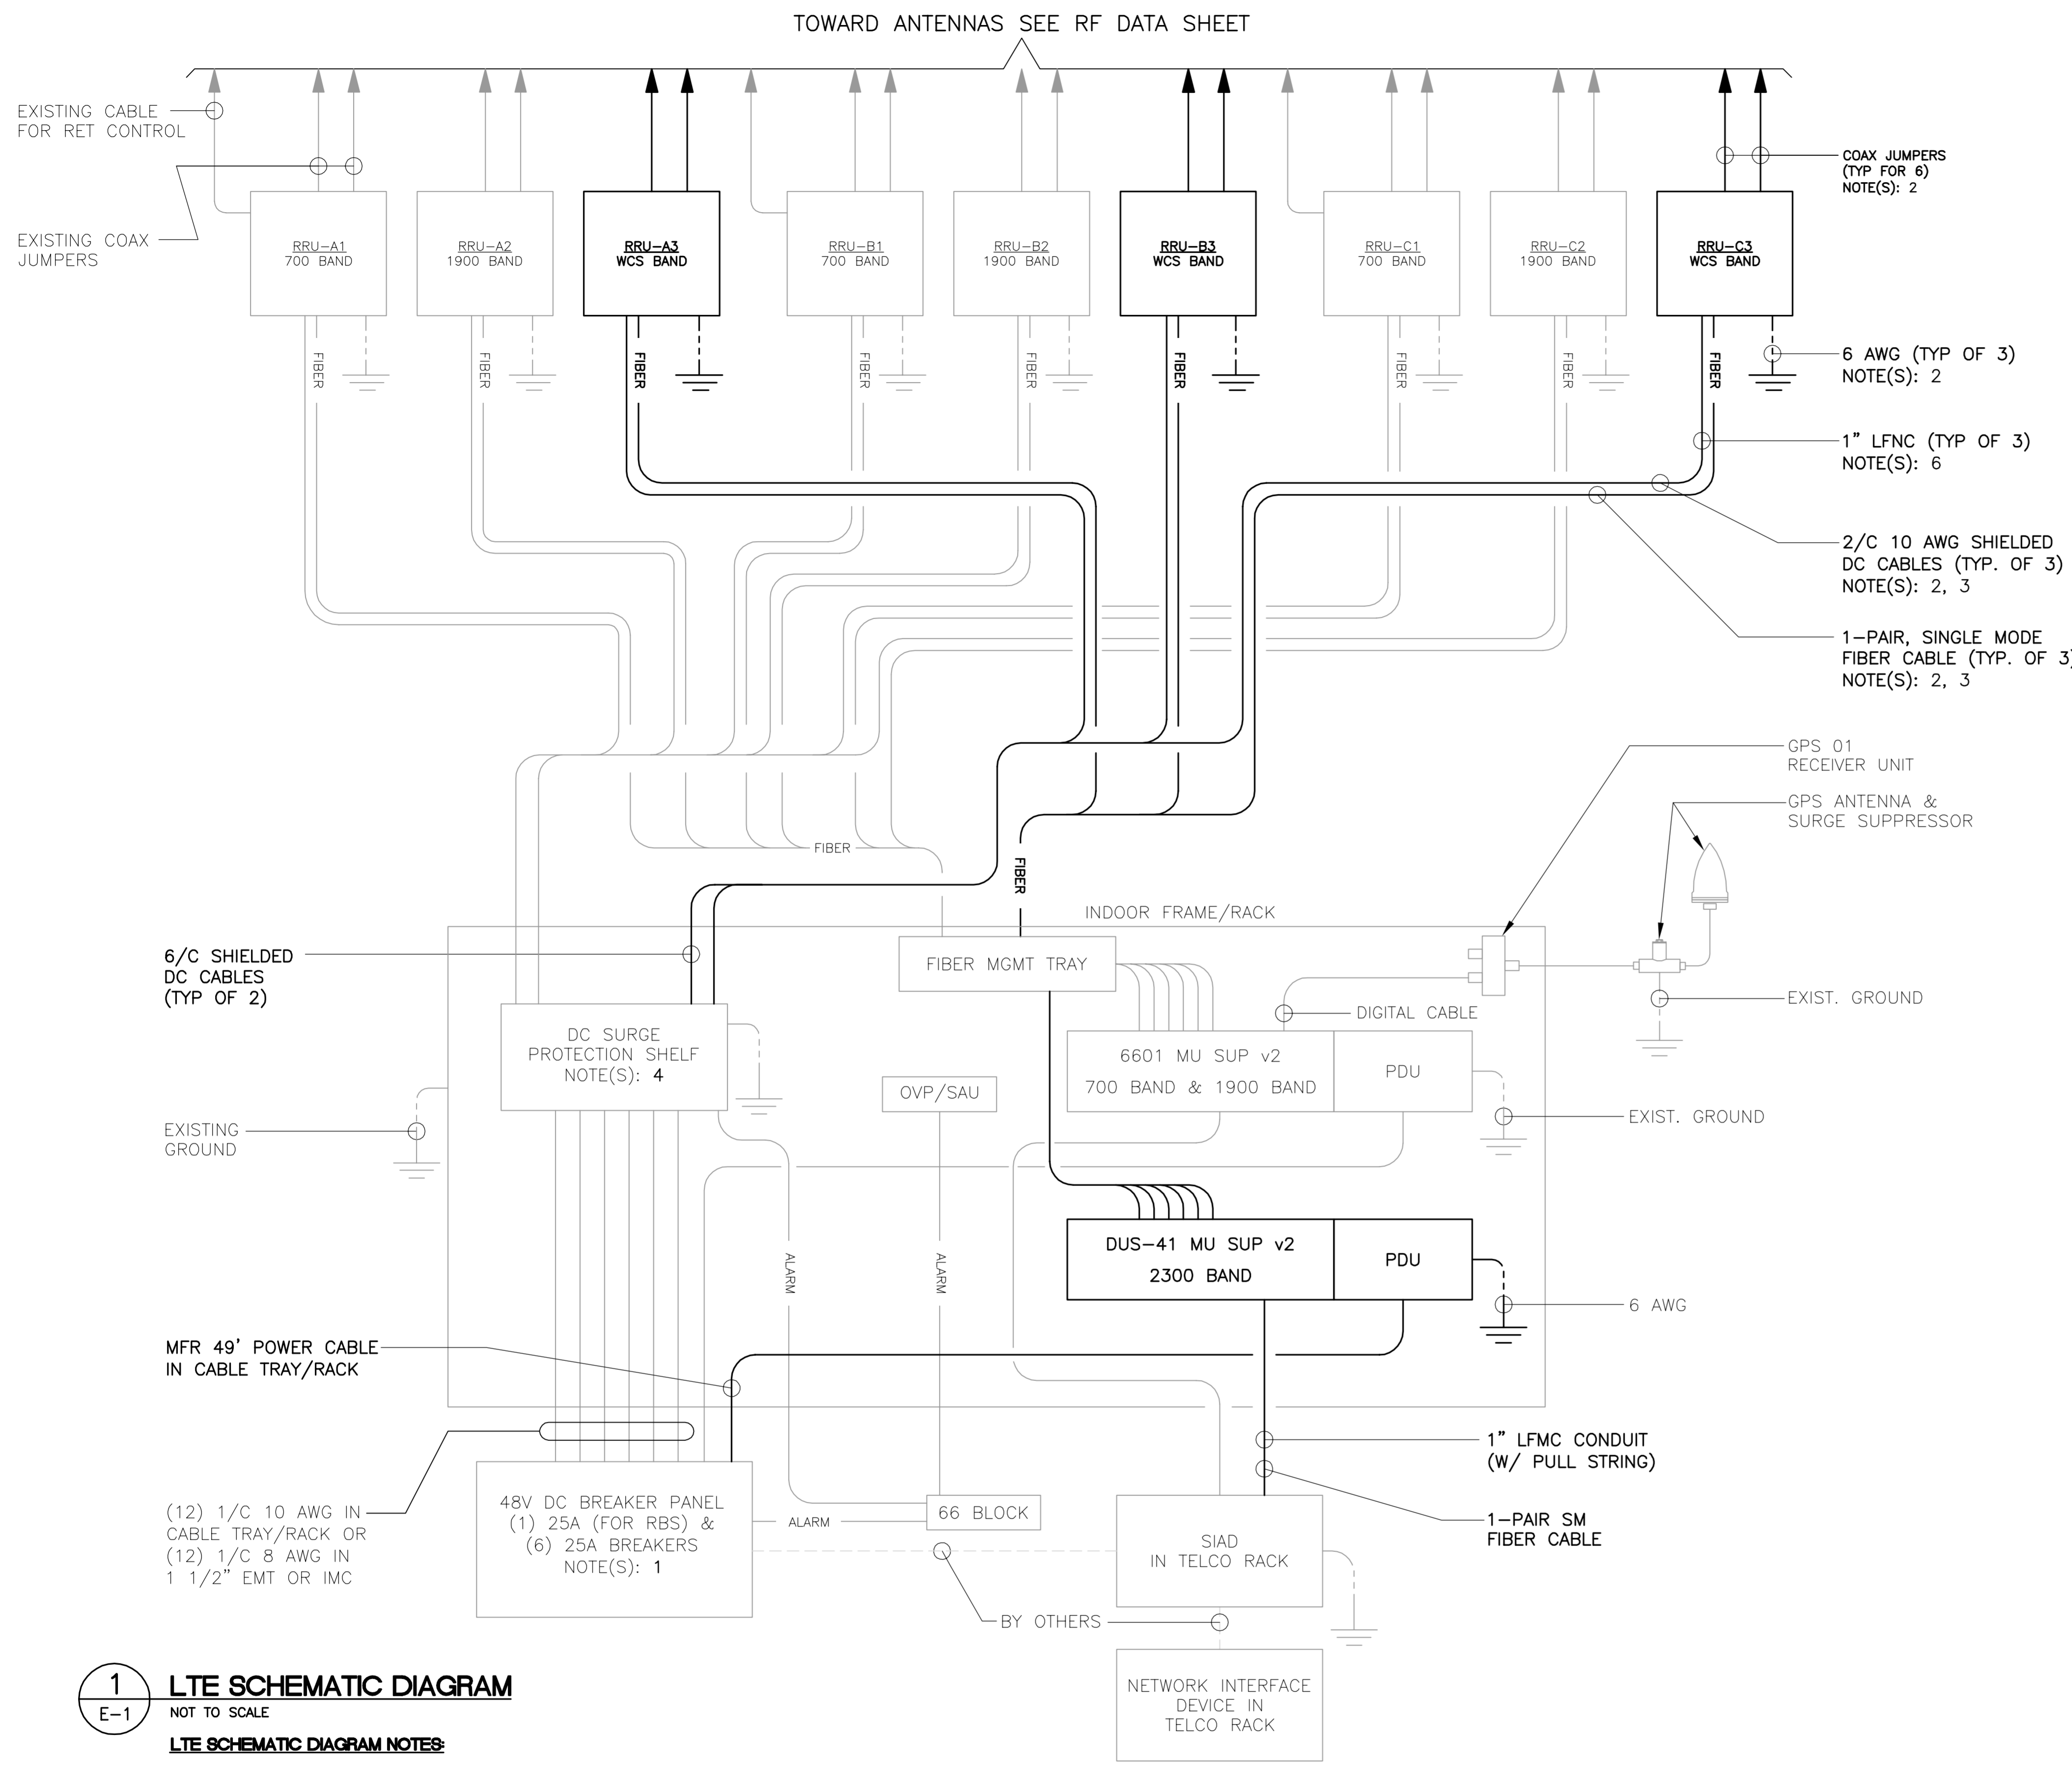 TOWARD ANTENNAS SEE RF DATA SHEET
EXISTING CABLE
FOR RET CONTROL
COAX JUMPERS
(TYP FOR 6)
NOTE(S): 2
EXISTING COAX
JUMPERS
RRU-A1
700 BAND
RRU-A2
1900 BAND
RRU-A3
WCS BAND
RRU-B1
700 BAND
RRU-B2
1900 BAND
RRU-B3
WCS BAND
RRU-C1
700 BAND
RRU-C2
1900 BAND
RRU-C3
WCS BAND
FIBER
FIBER
FIBER
FIBER
FIBER
FIBER
FIBER
FIBER
FIBER
6 AWG (TYP OF 3)
NOTE(S): 2
1" LFNC (TYP OF 3)
NOTE(S): 6
2/C 10 AWG SHIELDED
DC CABLES (TYP. OF 3)
NOTE(S): 2, 3
1-PAIR, SINGLE MODE
FIBER CABLE (TYP. OF 3)
NOTE(S): 2, 3
GPS 01
RECEIVER UNIT
GPS ANTENNA &
SURGE SUPPRESSOR
FIBER
FIBER
INDOOR FRAME/RACK
6/C SHIELDED
DC CABLES
(TYP OF 2)
FIBER MGMT TRAY
EXIST. GROUND
DIGITAL CABLE
DC SURGE
PROTECTION SHELF
NOTE(S): 4
6601 MU SUP v2
700 BAND & 1900 BAND
PDU
OVP/SAU
EXISTING
GROUND
EXIST. GROUND
ALARM
ALARM
DUS-41 MU SUP v2
2300 BAND
PDU
6 AWG
MFR 49' POWER CABLE
IN CABLE TRAY/RACK
1" LFMC CONDUIT
(W/ PULL STRING)
(12) 1/C 10 AWG IN
CABLE TRAY/RACK OR
(12) 1/C 8 AWG IN
1 1/2" EMT OR IMC
48V DC BREAKER PANEL
(1) 25A (FOR RBS) &
(6) 25A BREAKERS
NOTE(S): 1
ALARM
66 BLOCK
SIAD
IN TELCO RACK
1-PAIR SM
FIBER CABLE
BY OTHERS
NETWORK INTERFACE
DEVICE IN
TELCO RACK
1
E-1
LTE SCHEMATIC DIAGRAM
NOT TO SCALE
LTE SCHEMATIC DIAGRAM NOTES: